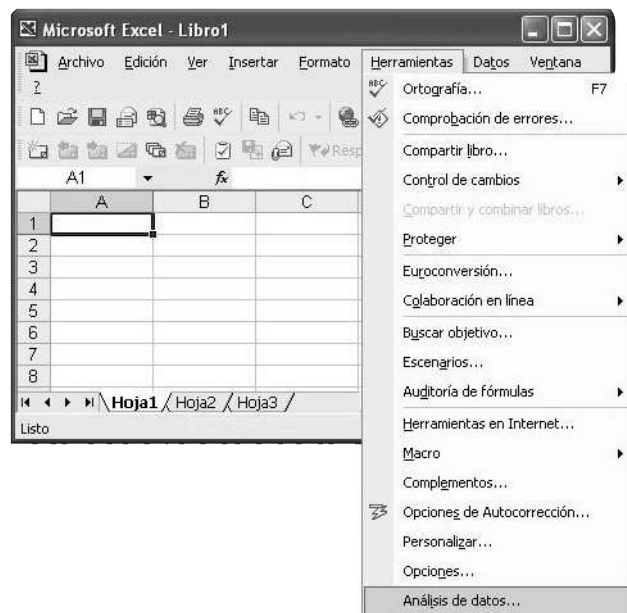 Microsoft Excel - Libro1
Archivo Edición Ver Insertar Formato Herramientas Datos Ventana
?
A1 fx
A B C
1
2
3
4
5
6
7
8
Hoja1 Hoja2 Hoja3
Listo
Ortografía... F7
Comprobación de errores...
Compartir libro...
Control de cambios
Compartir y combinar libros...
Proteger
Euroconversión...
Colaboración en línea
Buscar objetivo...
Escenarios...
Auditoría de fórmulas
Herramientas en Internet...
Macro
Complementos...
Opciones de Autocorrección...
Personalizar...
Opciones...
Análisis de datos...